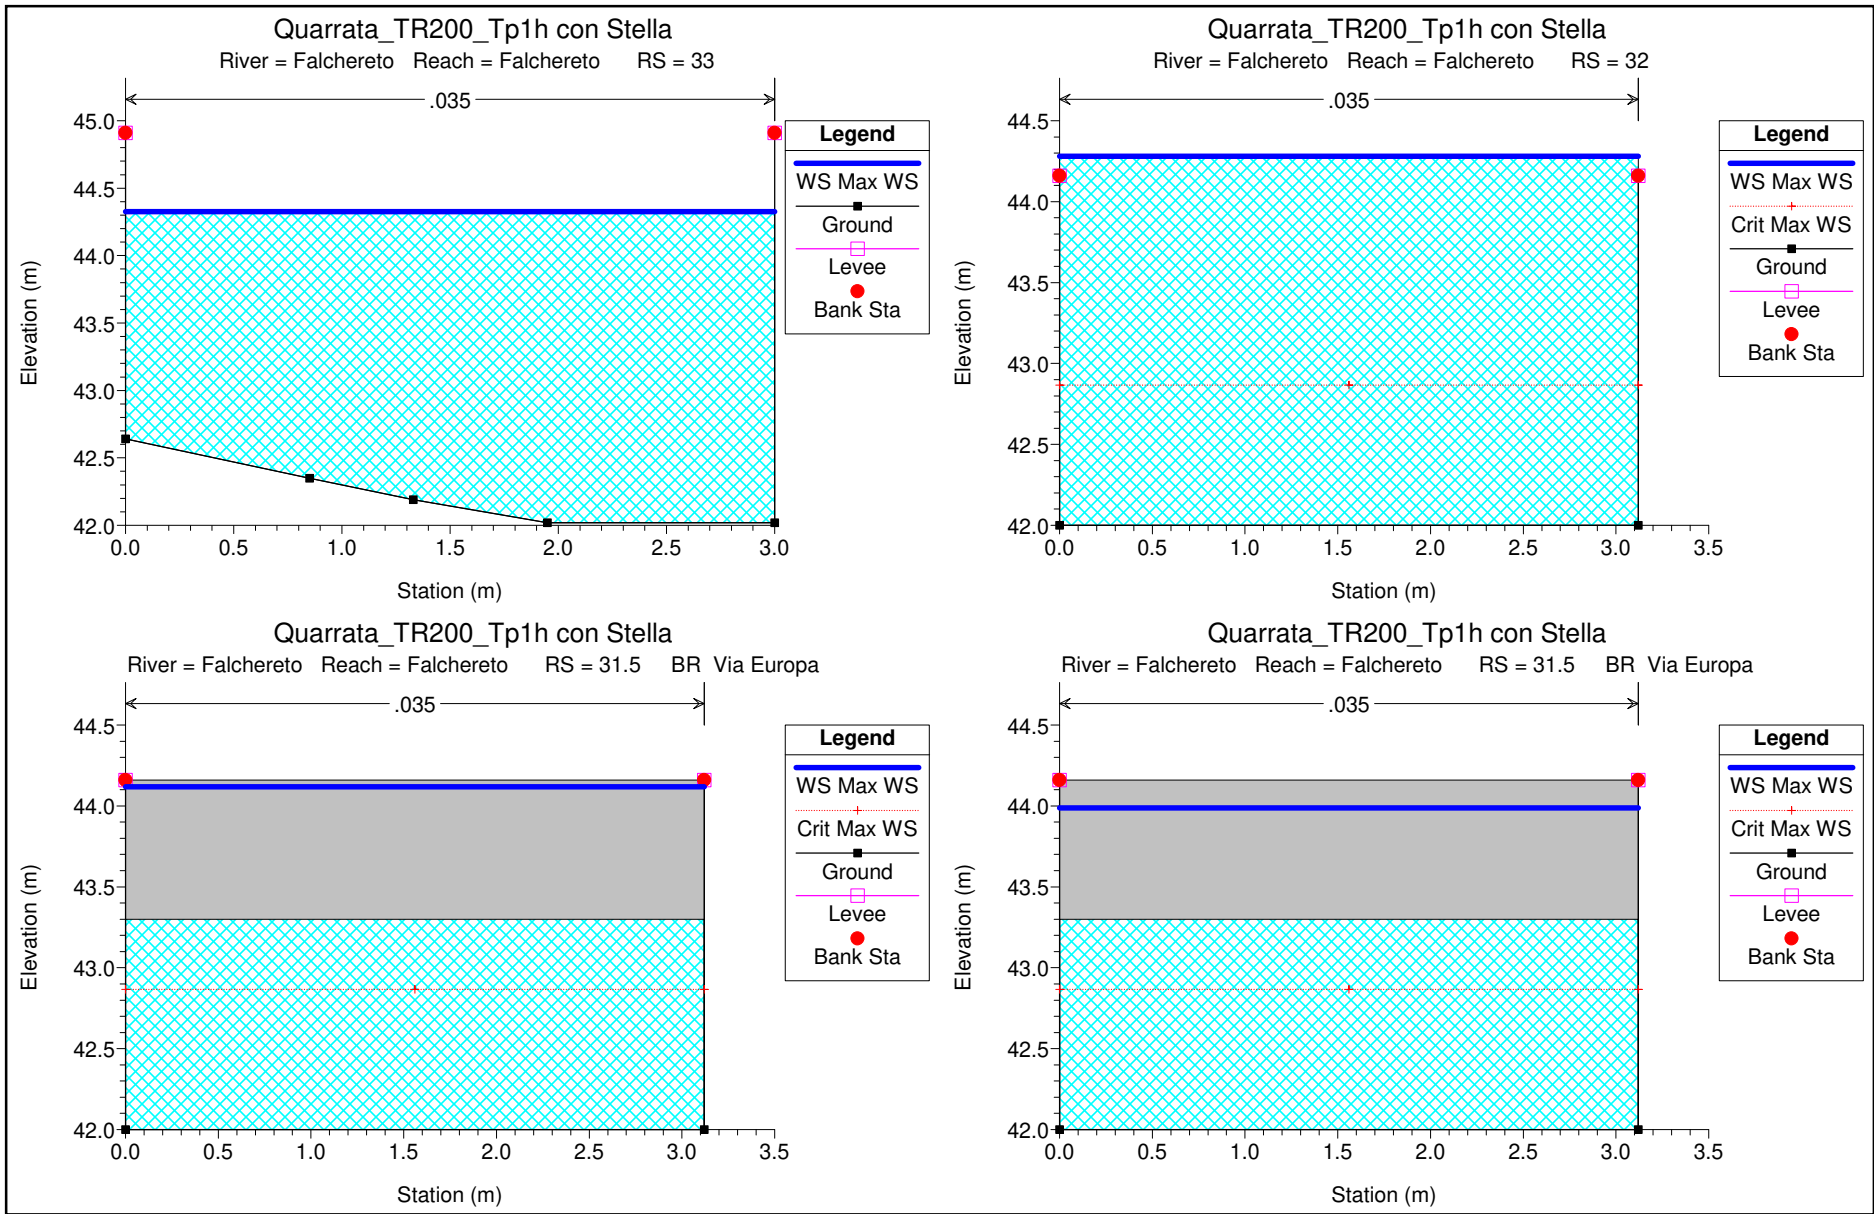 Quarrata_TR200_Tp1h con Stella
River = Falchereto Reach = Falchereto RS = 33
.035
45.0
44.5
44.0
43.5
43.0
42.5
42.0
0.0 0.5 1.0 1.5 2.0 2.5 3.0
Station (m)
Elevation (m)
Legend
WS Max WS
Ground
Levee
Bank Sta
Quarrata_TR200_Tp1h con Stella
River = Falchereto Reach = Falchereto RS = 32
.035
44.5
44.0
43.5
43.0
42.5
42.0
0.0 0.5 1.0 1.5 2.0 2.5 3.0 3.5
Station (m)
Elevation (m)
Legend
WS Max WS
Crit Max WS
Ground
Levee
Bank Sta
Quarrata_TR200_Tp1h con Stella
River = Falchereto Reach = Falchereto RS = 31.5 BR Via Europa
.035
44.5
44.0
43.5
43.0
42.5
42.0
0.0 0.5 1.0 1.5 2.0 2.5 3.0 3.5
Station (m)
Elevation (m)
Legend
WS Max WS
Crit Max WS
Ground
Levee
Bank Sta
Quarrata_TR200_Tp1h con Stella
River = Falchereto Reach = Falchereto RS = 31.5 BR Via Europa
.035
44.5
44.0
43.5
43.0
42.5
42.0
0.0 0.5 1.0 1.5 2.0 2.5 3.0 3.5
Station (m)
Elevation (m)
Legend
WS Max WS
Crit Max WS
Ground
Levee
Bank Sta